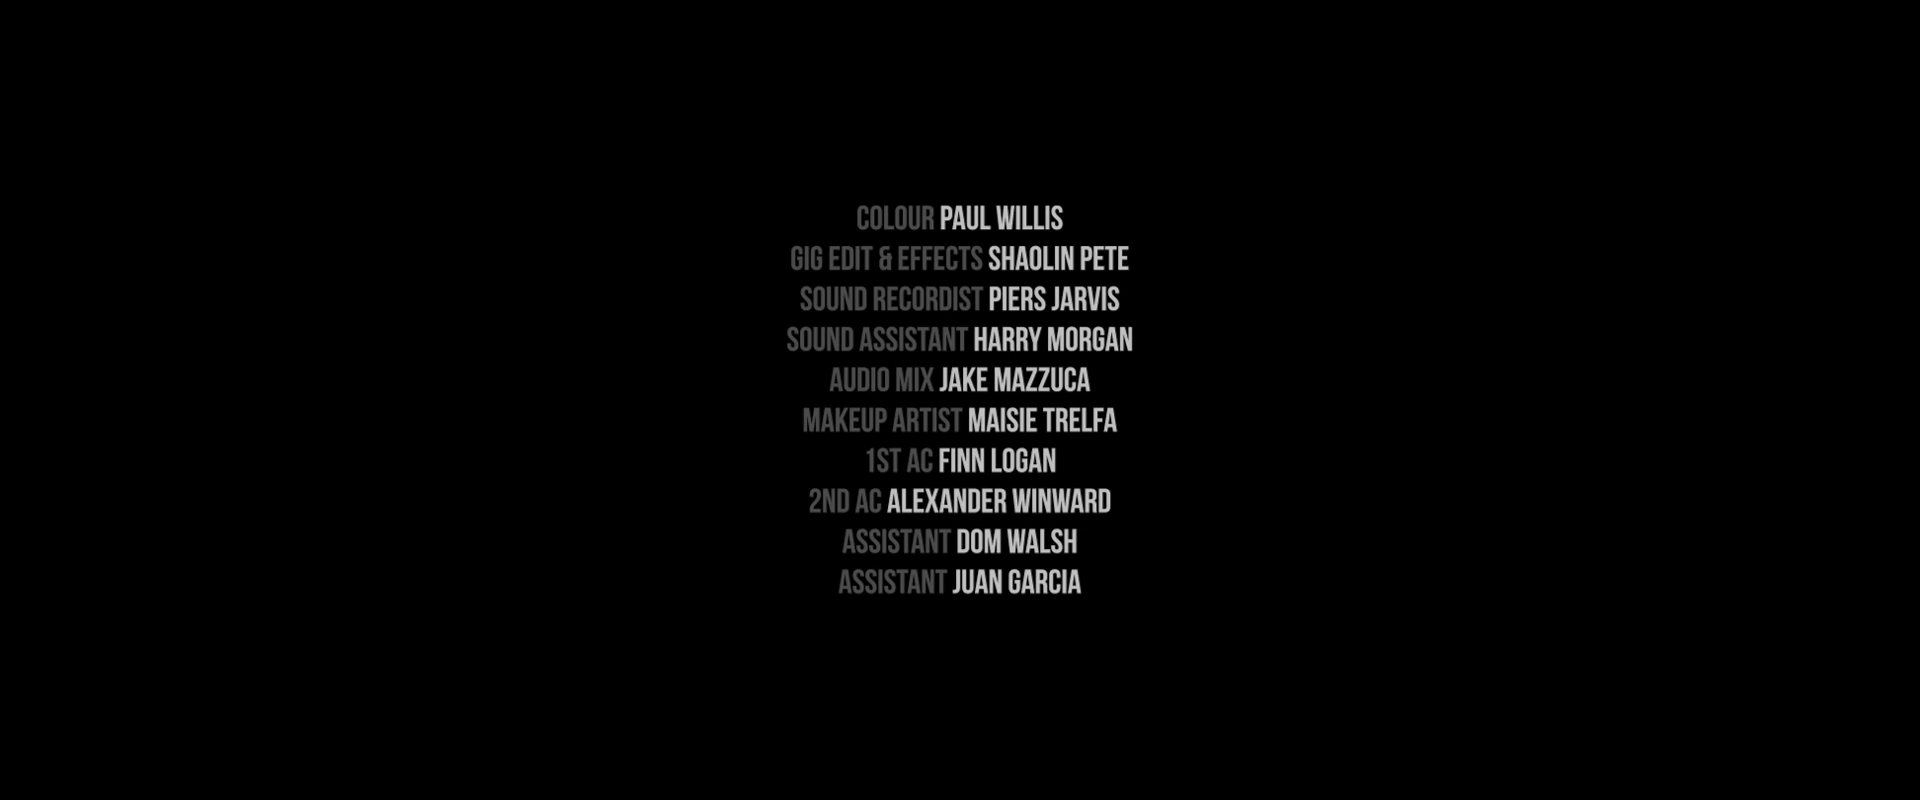 COLOUR PAUL WILLIS
GIG EDIT & EFFECTS SHAOLIN PETE
SOUND RECORDIST PIERS JARVIS
SOUND ASSISTANT HARRY MORGAN
AUDIO MIX JAKE MAZZUCA
MAKEUP ARTIST MAISIE TRELFA
1ST AC FINN LOGAN
2ND AC ALEXANDER WINWARD
ASSISTANT DOM WALSH
ASSISTANT JUAN GARCIA